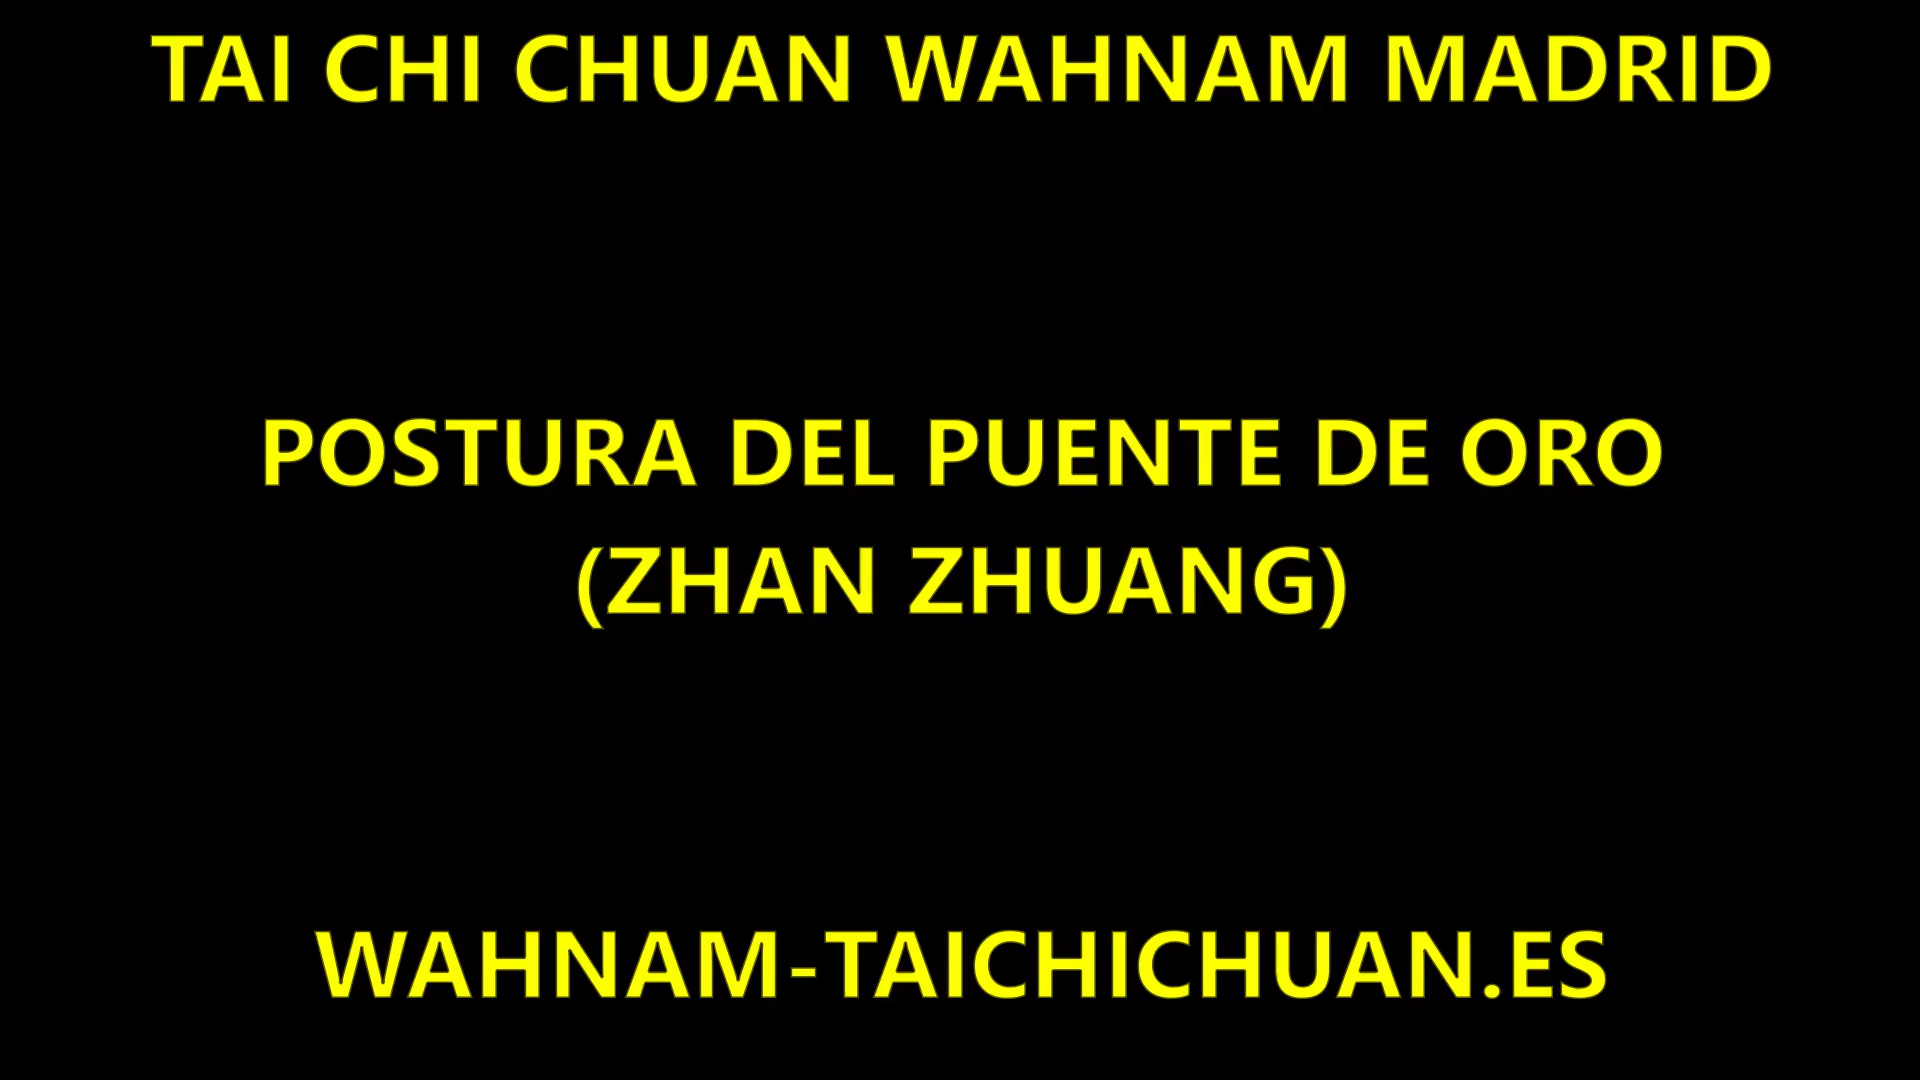 TAI CHI CHUAN WAHNAM MADRID
POSTURA DEL PUENTE DE ORO
(ZHAN ZHUANG)
WAHNAM-TAICHICHUAN.ES